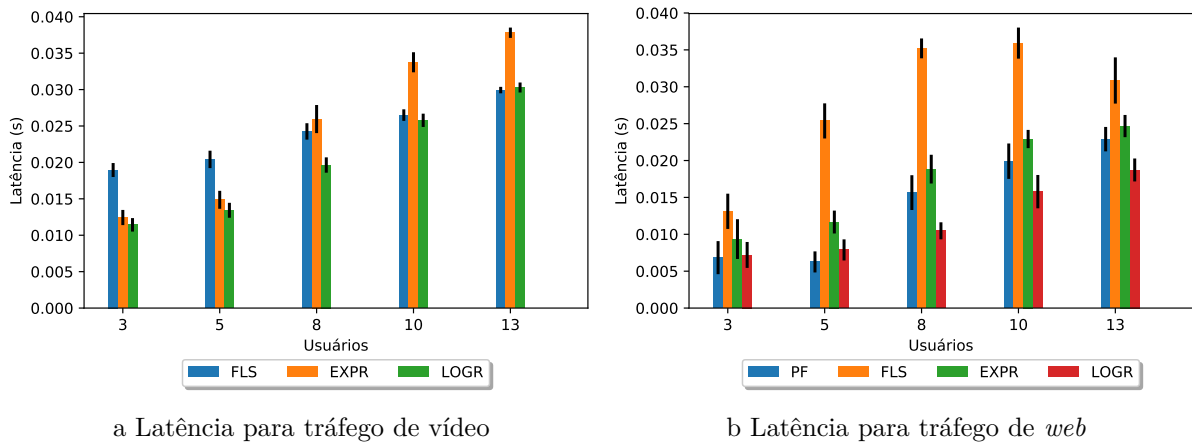 0.040
0.035
0.030
0.025
0.020
0.015
0.010
0.005
0.000
Latência (s)
3 5 8 10 13
Usuários
FLS EXPR LOGR
a Latência para tráfego de vídeo
0.040
0.035
0.030
0.025
0.020
0.015
0.010
0.005
0.000
Latência (s)
3 5 8 10 13
Usuários
PF FLS EXPR LOGR
b Latência para tráfego de web